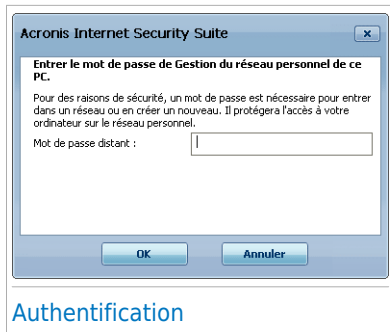 Acronis Internet Security Suite
Entrer le mot de passe de Gestion du réseau personnel de ce
PC.
Pour des raisons de sécurité, un mot de passe est nécessaire pour entrer
dans un réseau ou en créer un nouveau. Il protégera l'accès à votre
ordinateur sur le réseau personnel.
Mot de passe distant :
OK
Annuler
Authentification